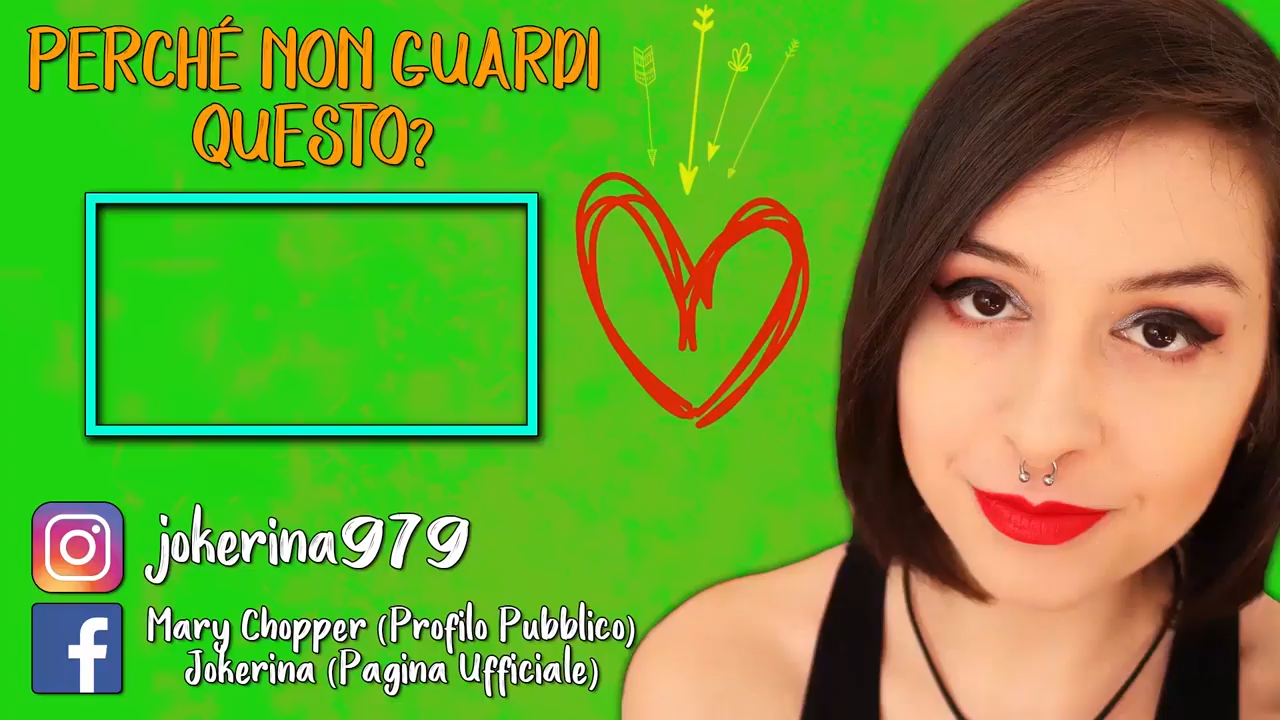 PERCHÉ NON GUARDI
QUESTO?
jokerina979
Mary Chopper (Profilo Pubblico)
Jokerina (Pagina Ufficiale)